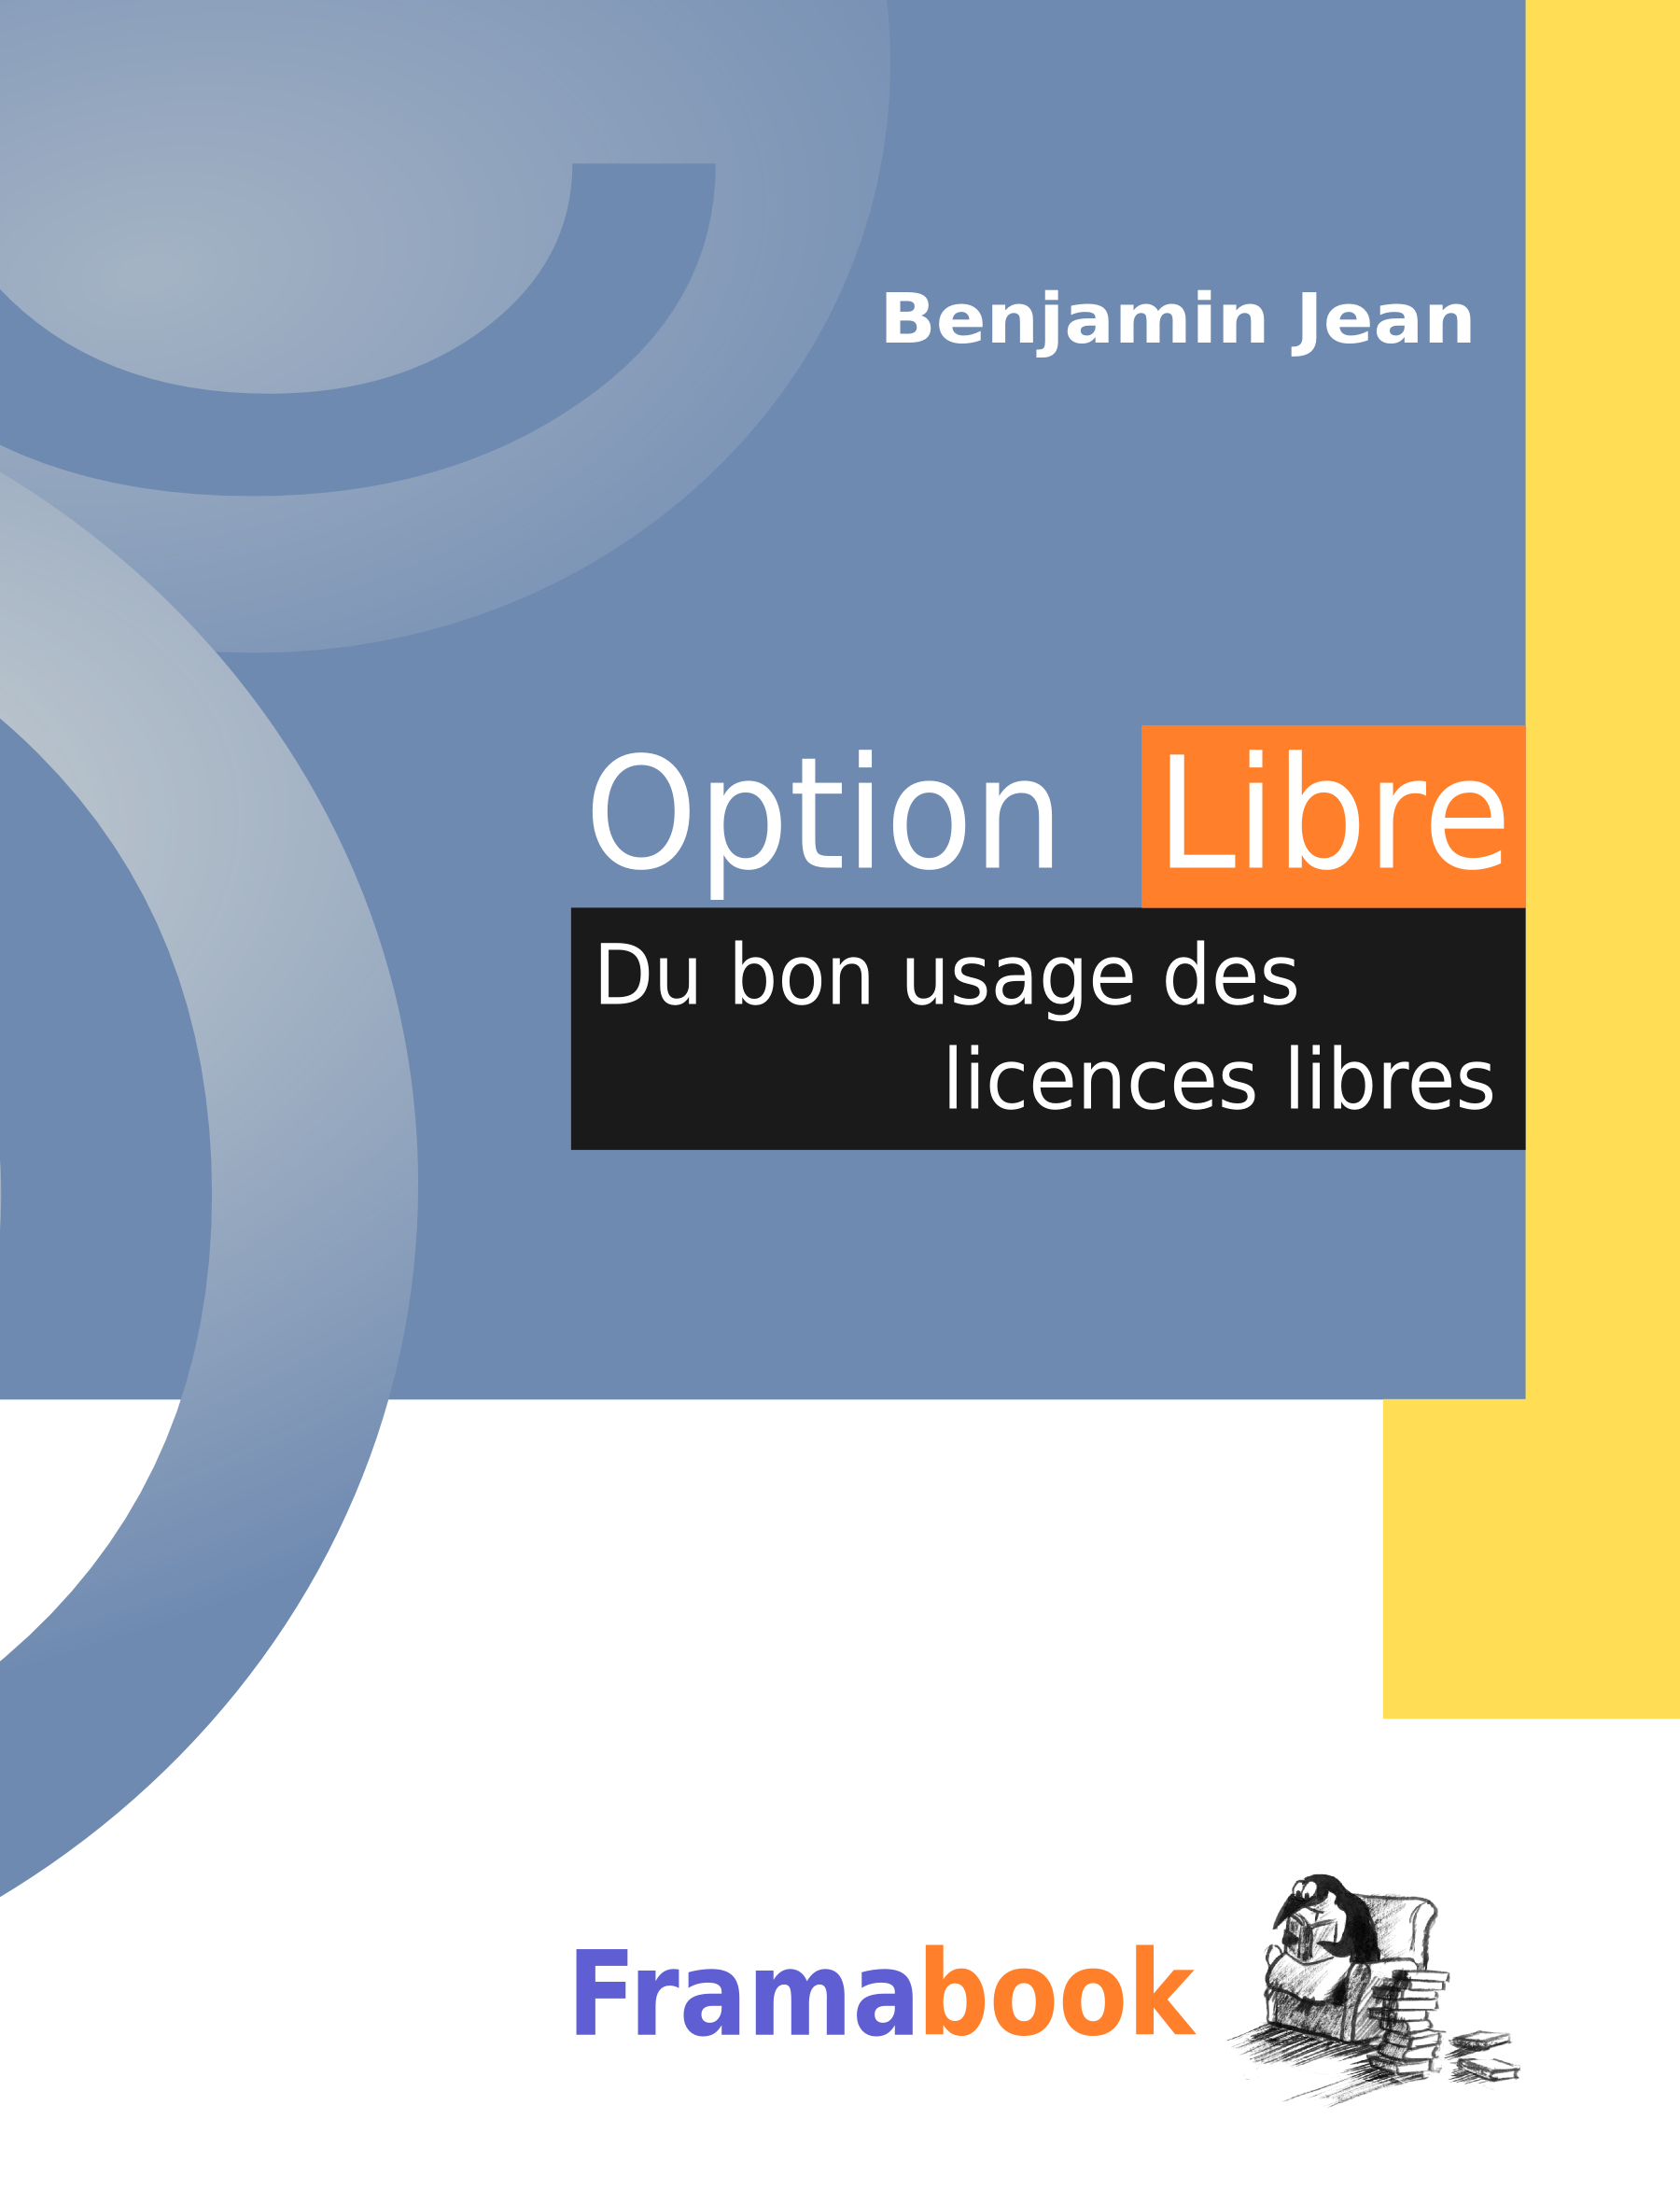 Benjamin Jean
Option Libre
Du bon usage des
licences libres
Framabook